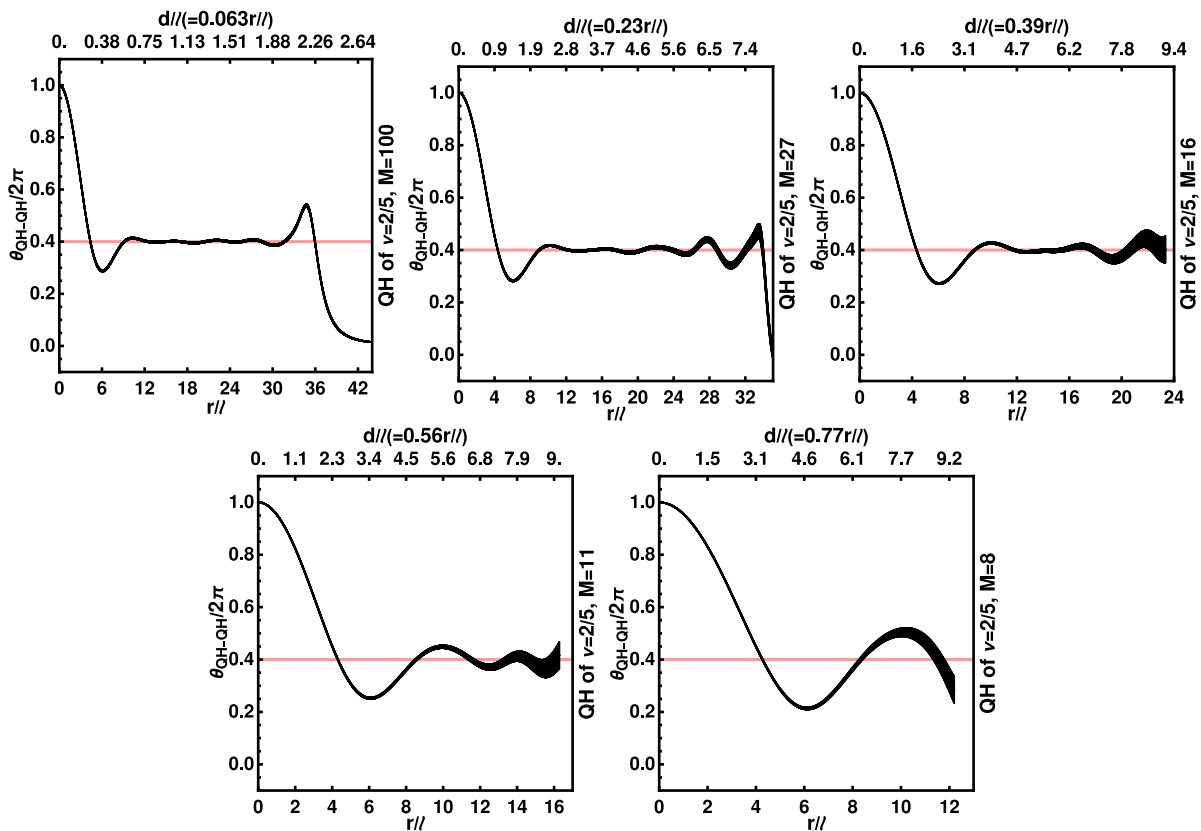 d//(=0.063r//)
0. 0.38 0.75 1.13 1.51 1.88 2.26 2.64
θQH-QH/2π
1.0
0.8
0.6
0.4
0.2
0.0
0 6 12 18 24 30 36 42
r//
QH of ν=2/5, M=100
d//(=0.23r//)
0. 0.9 1.9 2.8 3.7 4.6 5.6 6.5 7.4
θQH-QH/2π
1.0
0.8
0.6
0.4
0.2
0.0
0 4 8 12 16 20 24 28 32
r//
QH of ν=2/5, M=27
d//(=0.39r//)
0. 1.6 3.1 4.7 6.2 7.8 9.4
θQH-QH/2π
1.0
0.8
0.6
0.4
0.2
0.0
0 4 8 12 16 20 24
r//
QH of ν=2/5, M=16
d//(=0.56r//)
0. 1.1 2.3 3.4 4.5 5.6 6.8 7.9 9.
θQH-QH/2π
1.0
0.8
0.6
0.4
0.2
0.0
0 2 4 6 8 10 12 14 16
r//
QH of ν=2/5, M=11
d//(=0.77r//)
0. 1.5 3.1 4.6 6.1 7.7 9.2
θQH-QH/2π
1.0
0.8
0.6
0.4
0.2
0.0
0 2 4 6 8 10 12
r//
QH of ν=2/5, M=8